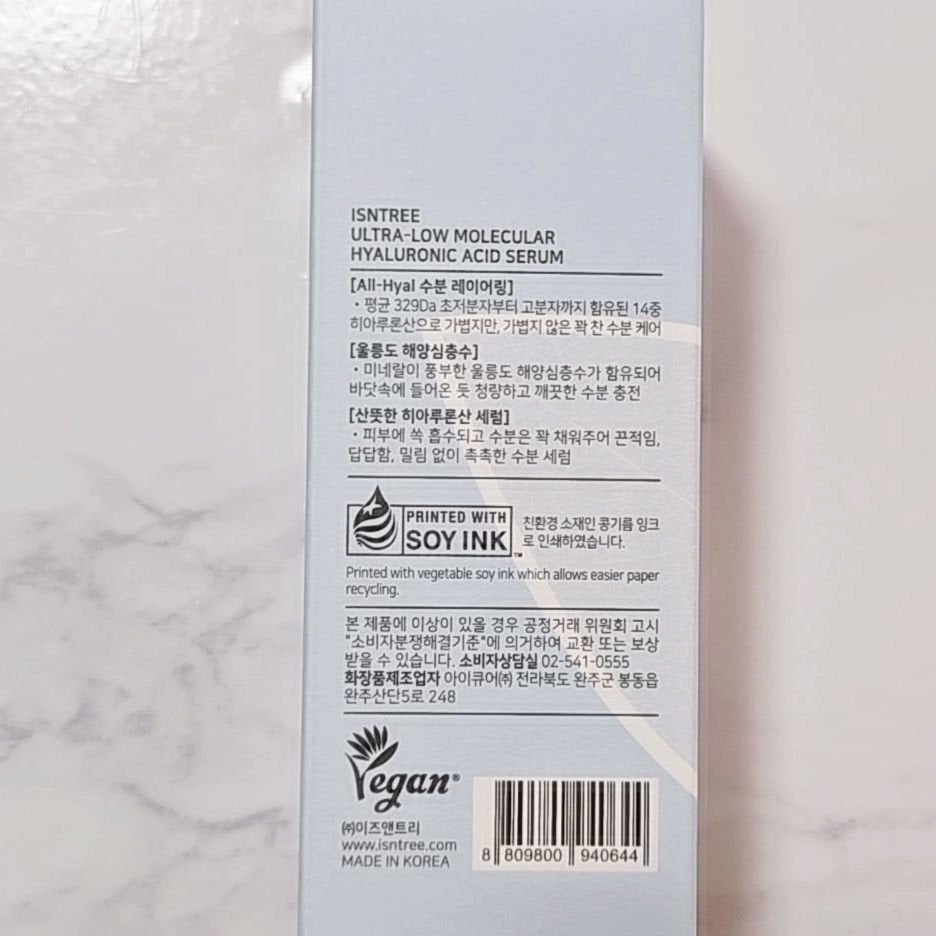 ISNTREE
ULTRA-LOW MOLECULAR
HYALURONIC ACID SERUM
[All-Hyal 수분 레이어링]
· 평균 329Da 초저분자부터 고분자까지 함유된 14중
히아루론산으로 가볍지만, 가볍지 않은 꽉 찬 수분 케어
[울릉도 해양심층수]
· 미네랄이 풍부한 울릉도 해양심층수가 함유되어
바닷속에 들어온 듯 청량하고 깨끗한 수분 충전
[산뜻한 히아루론산 세럼]
· 피부에 쏙 흡수되고 수분은 꽉 채워주어 끈적임,
답답함, 밀림 없이 촉촉한 수분 세럼
PRINTED WITH
SOY INK™
친환경 소재인 콩기름 잉크
로 인쇄하였습니다.
Printed with vegetable soy ink which allows easier paper
recycling.
본 제품에 이상이 있을 경우 공정거래 위원회 고시
"소비자분쟁해결기준"에 의거하여 교환 또는 보상
받을 수 있습니다. 소비자상담실 02-541-0555
화장품제조업자 아이큐어㈜ 전라북도 완주군 봉동읍
완주산단5로 248
Vegan®
㈜이즈앤트리
www.isntree.com
MADE IN KOREA
8 809800 940644